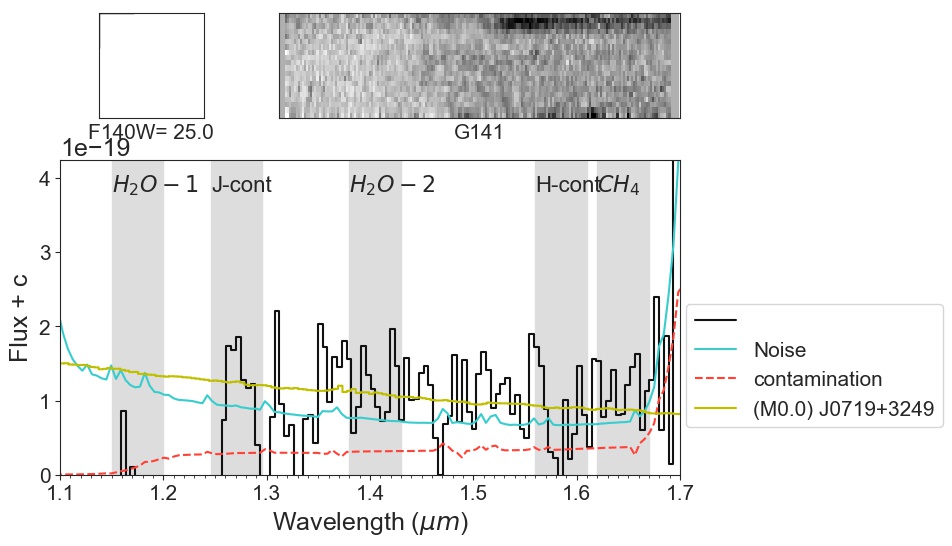 F140W= 25.0
G141
1e−19
H₂O − 1 J-cont H₂O − 2 H-cont CH₄
4
3
2
1
0
Flux + c
1.1 1.2 1.3 1.4 1.5 1.6 1.7
Wavelength (μm)
Noise
contamination
(M0.0) J0719+3249